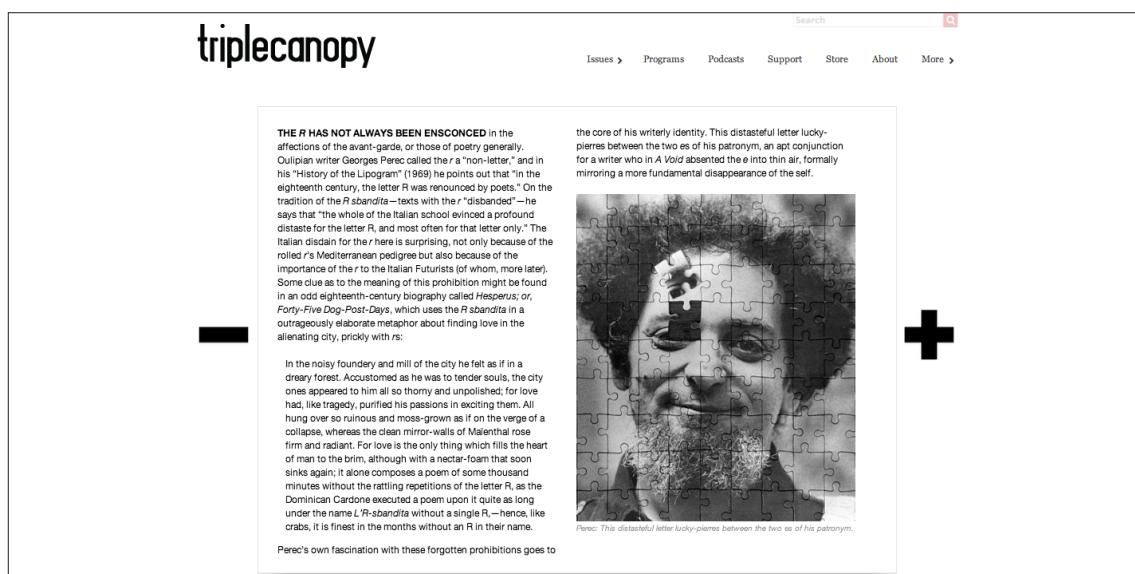 Search
triplecanopy
Issues Programs Podcasts Support Store About More
THE R HAS NOT ALWAYS BEEN ENSCONCED in the
affections of the avant-garde, or those of poetry generally.
Oulipian writer Georges Perec called the r a “non-letter,” and in
his “History of the Lipogram” (1969) he points out that “in the
eighteenth century, the letter R was renounced by poets.” On the
tradition of the R sbandita—texts with the r “disbanded”—he
says that “the whole of the Italian school evinced a profound
distaste for the letter R, and most often for that letter only.” The
Italian disdain for the r here is surprising, not only because of the
rolled r’s Mediterranean pedigree but also because of the
importance of the r to the Italian Futurists (of whom, more later).
Some clue as to the meaning of this prohibition might be found
in an odd eighteenth-century biography called Hesperus; or,
Forty-Five Dog-Post-Days, which uses the R sbandita in a
outrageously elaborate metaphor about finding love in the
alienating city, prickly with rs:
In the noisy foundery and mill of the city he felt as if in a
dreary forest. Accustomed as he was to tender souls, the city
ones appeared to him all so thorny and unpolished; for love
had, like tragedy, purified his passions in exciting them. All
hung over so ruinous and moss-grown as if on the verge of a
collapse, whereas the clean mirror-walls of Maïenthal rose
firm and radiant. For love is the only thing which fills the heart
of man to the brim, although with a nectar-foam that soon
sinks again; it alone composes a poem of some thousand
minutes without the rattling repetitions of the letter R, as the
Dominican Cardone executed a poem upon it quite as long
under the name L’R-sbandita without a single R,—hence, like
crabs, it is finest in the months without an R in their name.
Perec’s own fascination with these forgotten prohibitions goes to
the core of his writerly identity. This distasteful letter lucky-
pierres between the two es of his patronym, an apt conjunction
for a writer who in A Void absented the e into thin air, formally
mirroring a more fundamental disappearance of the self.
Perec: This distasteful letter lucky-pierres between the two es of his patronym.